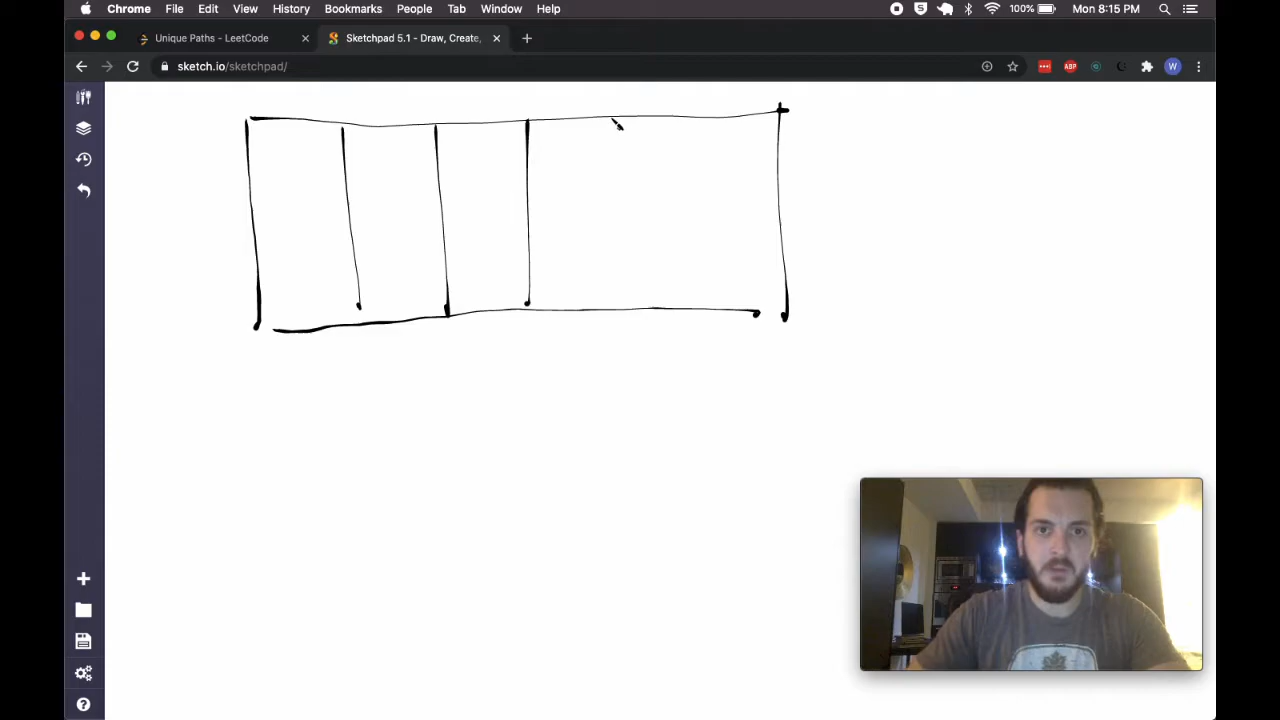 Chrome File Edit View History Bookmarks People Tab Window Help 100% Mon 8:15 PM
Unique Paths - LeetCode Sketchpad 5.1 - Draw, Create,
sketch.io/sketchpad/ ABP W